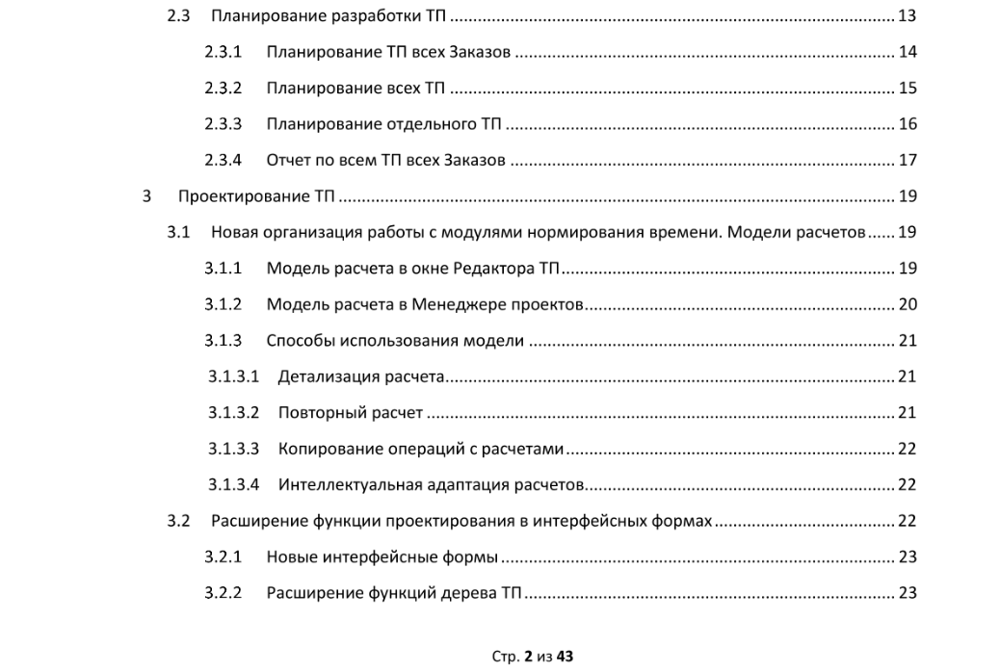 2.3 Планирование разработки ТП ........ 13
2.3.1 Планирование ТП всех Заказов ........ 14
2.3.2 Планирование всех ТП ........ 15
2.3.3 Планирование отдельного ТП ........ 16
2.3.4 Отчет по всем ТП всех Заказов ........ 17
3 Проектирование ТП ........ 19
3.1 Новая организация работы с модулями нормирования времени. Модели расчетов ...... 19
3.1.1 Модель расчета в окне Редактора ТП ........ 19
3.1.2 Модель расчета в Менеджере проектов ........ 20
3.1.3 Способы использования модели ........ 21
3.1.3.1 Детализация расчета ........ 21
3.1.3.2 Повторный расчет ........ 21
3.1.3.3 Копирование операций с расчетами ........ 22
3.1.3.4 Интеллектуальная адаптация расчетов ........ 22
3.2 Расширение функции проектирования в интерфейсных формах ........ 22
3.2.1 Новые интерфейсные формы ........ 23
3.2.2 Расширение функций дерева ТП ........ 23
Стр. 2 из 43